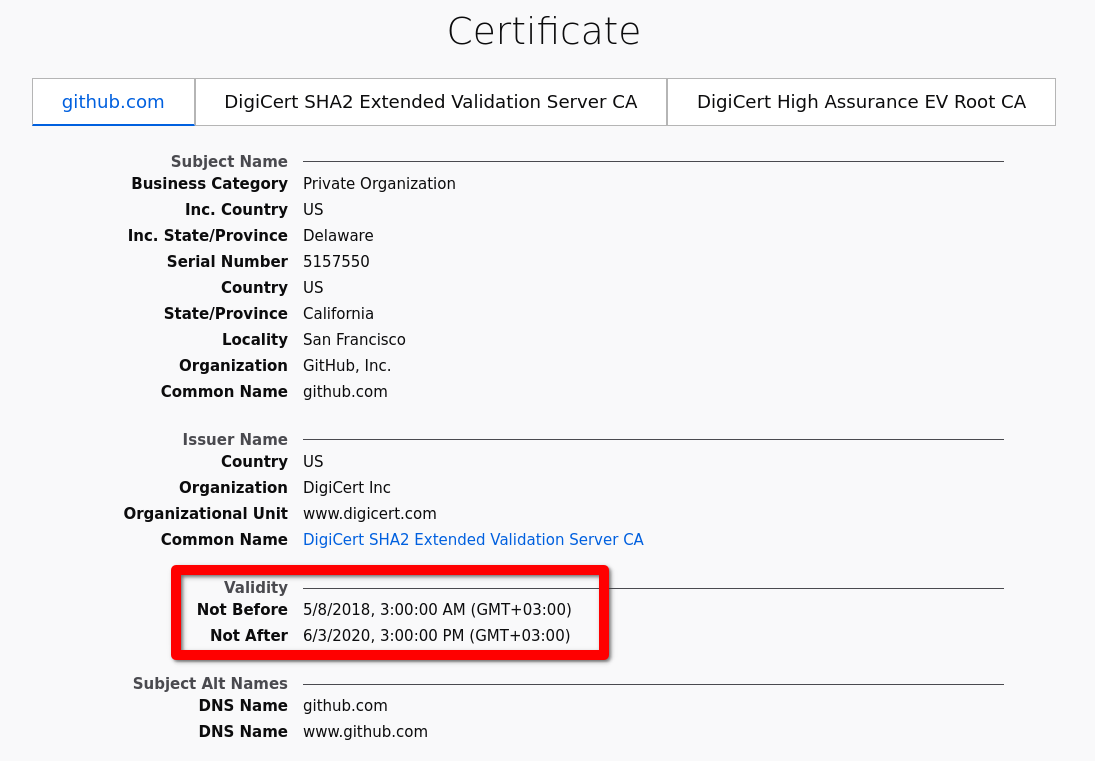 Certificate
github.com DigiCert SHA2 Extended Validation Server CA DigiCert High Assurance EV Root CA
Subject Name
Business Category Private Organization
Inc. Country US
Inc. State/Province Delaware
Serial Number 5157550
Country US
State/Province California
Locality San Francisco
Organization GitHub, Inc.
Common Name github.com
Issuer Name
Country US
Organization DigiCert Inc
Organizational Unit www.digicert.com
Common Name DigiCert SHA2 Extended Validation Server CA
Validity
Not Before 5/8/2018, 3:00:00 AM (GMT+03:00)
Not After 6/3/2020, 3:00:00 PM (GMT+03:00)
Subject Alt Names
DNS Name github.com
DNS Name www.github.com